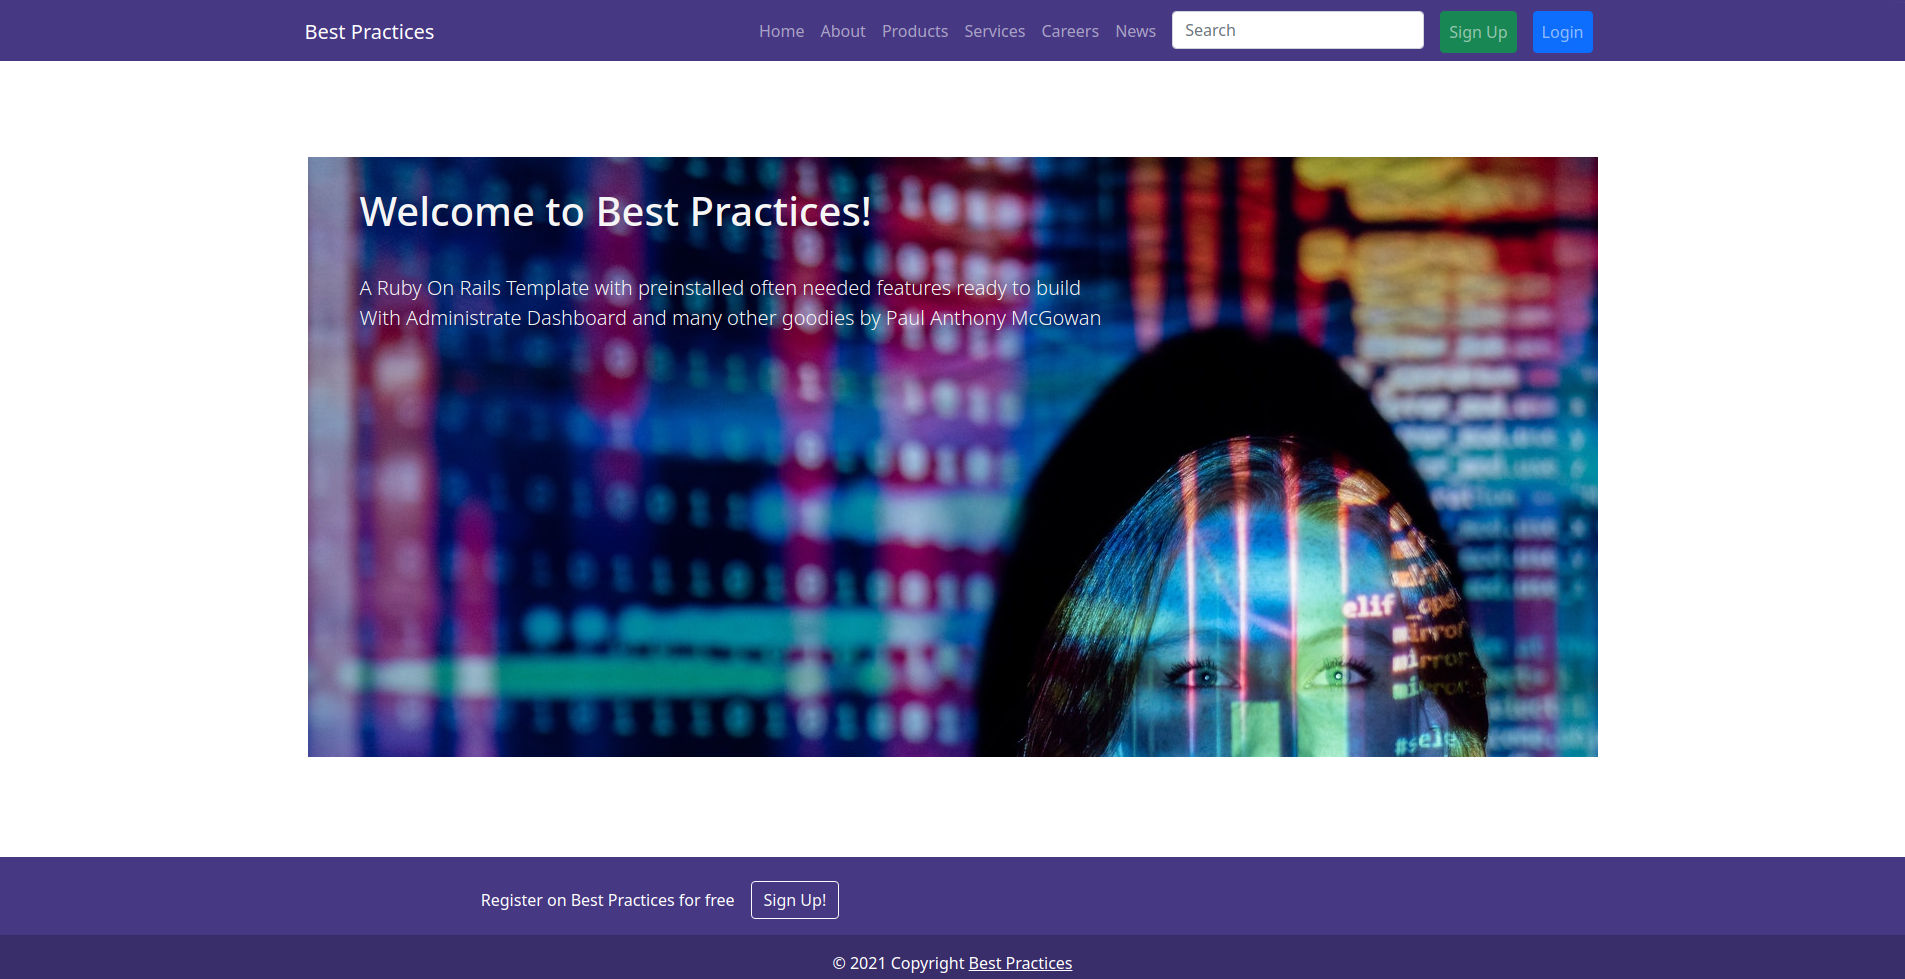 Best Practices Home About Products Services Careers News Search Sign Up Login
Welcome to Best Practices!
A Ruby On Rails Template with preinstalled often needed features ready to build
With Administrate Dashboard and many other goodies by Paul Anthony McGowan
elif
mirror
mirror
Register on Best Practices for free Sign Up!
© 2021 Copyright Best Practices